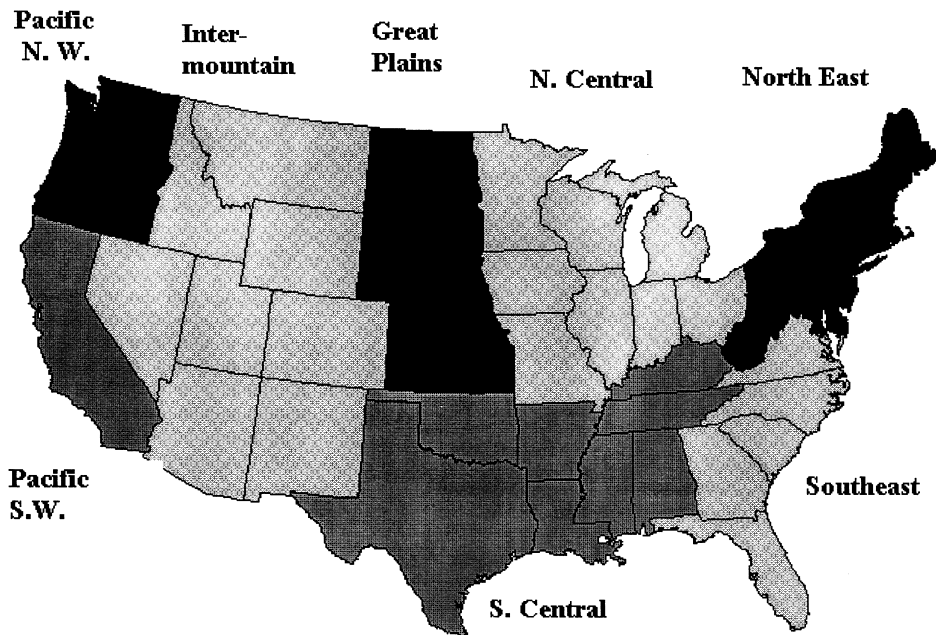 Pacific
N. W.
Inter-
mountain
Great
Plains
N. Central
North East
Pacific
S.W.
Southeast
S. Central